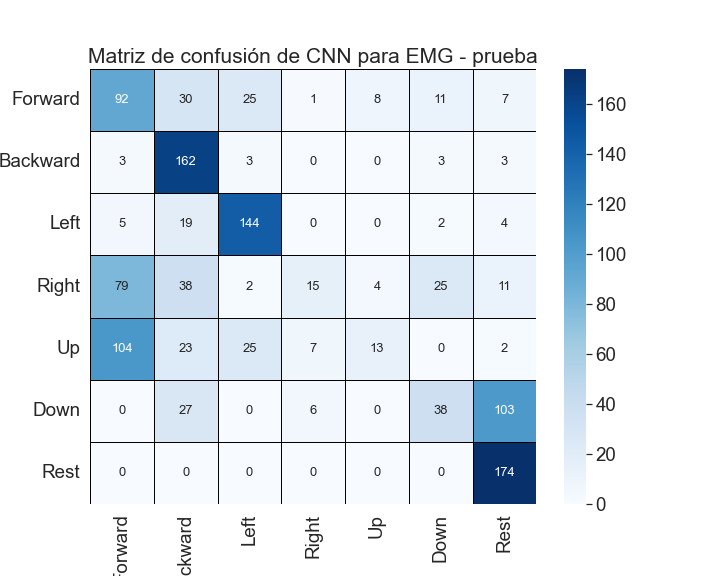 Matriz de confusión de CNN para EMG - prueba
Forward 92 30 25 1 8 11 7
Backward 3 162 3 0 0 3 3
Left 5 19 144 0 0 2 4
Right 79 38 2 15 4 25 11
Up 104 23 25 7 13 0 2
Down 0 27 0 6 0 38 103
Rest 0 0 0 0 0 0 174
Forward ckward Left Right Up Down Rest
160
140
120
100
80
60
40
20
0